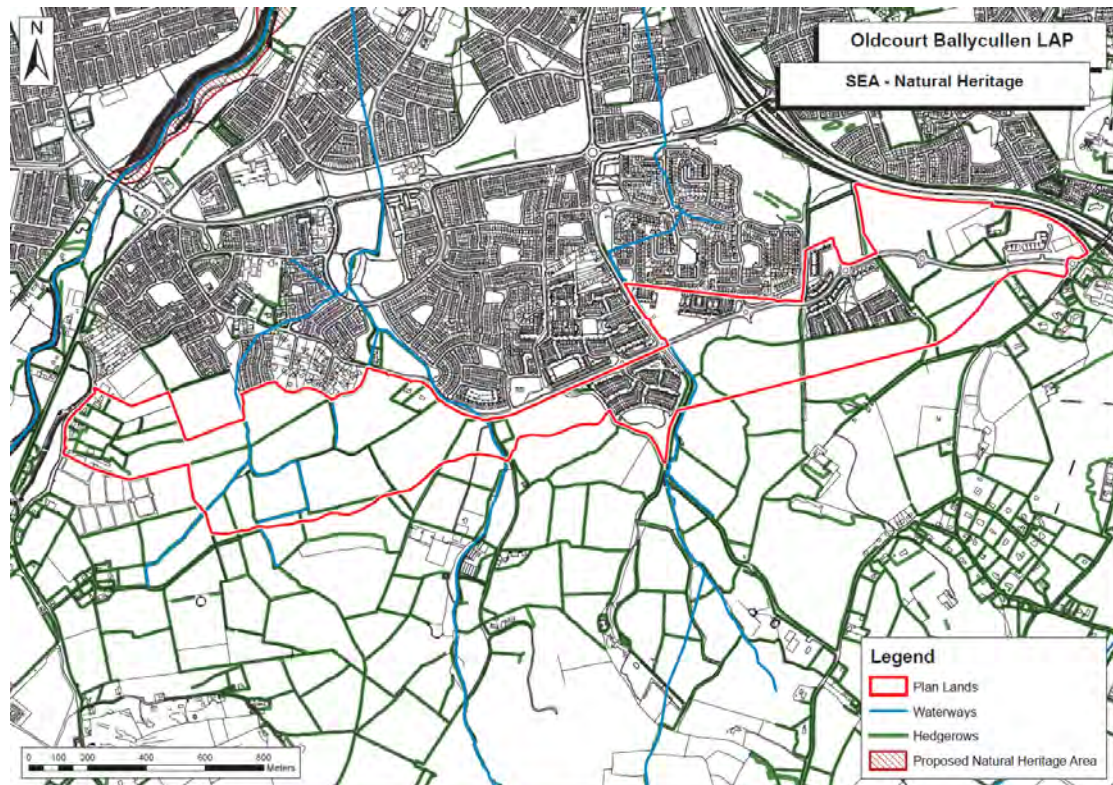 N
Oldcourt Ballycullen LAP
SEA - Natural Heritage
Legend
Plan Lands
Waterways
Hedgerows
Proposed Natural Heritage Area
0 100 200 400 600 800
Meters